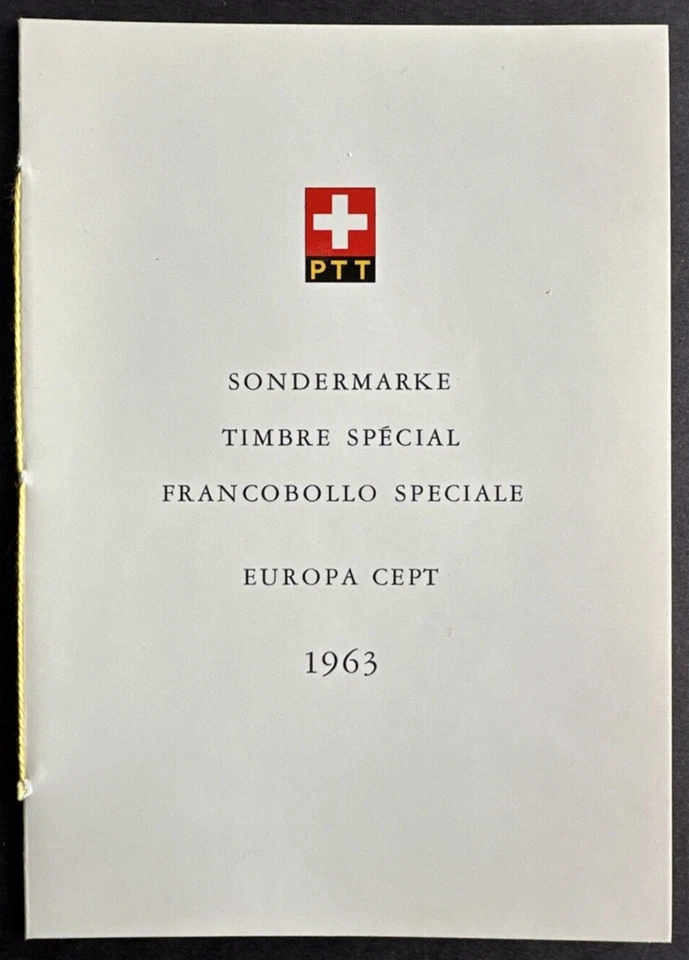 PTT
SONDERMARKE
TIMBRE SPÉCIAL
FRANCOBOLLO SPECIALE
EUROPA CEPT
1963